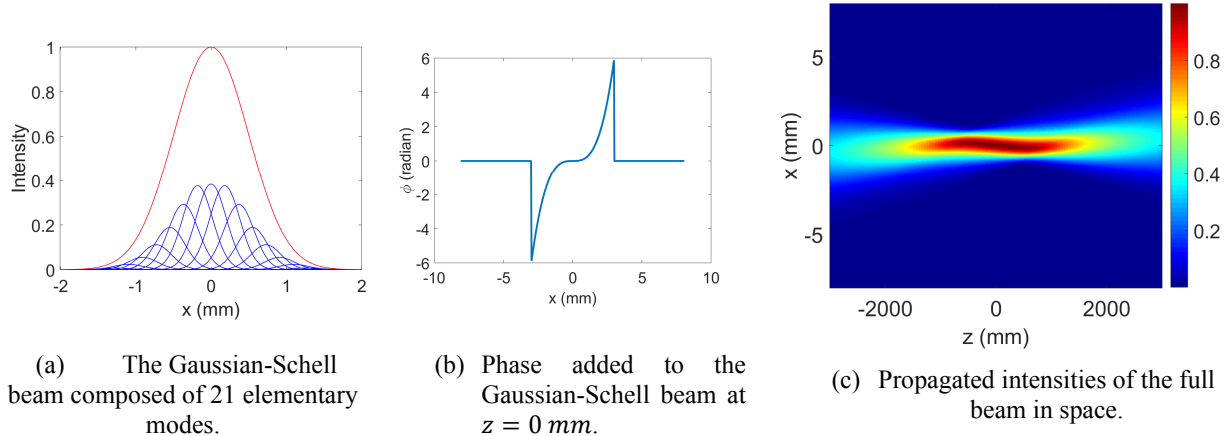 1
0.8
0.6
0.4
0.2
0
Intensity
-2 -1 0 1 2
x (mm)
6
4
2
0
-2
-4
-6
ϕ (radian)
-10 -5 0 5 10
x (mm)
5
0
-5
x (mm)
-2000 0 2000
z (mm)
0.8
0.6
0.4
0.2
(a) The Gaussian-Schell
beam composed of 21 elementary
modes.
(b) Phase added to the
Gaussian-Schell beam at
z = 0 mm.
(c) Propagated intensities of the full
beam in space.